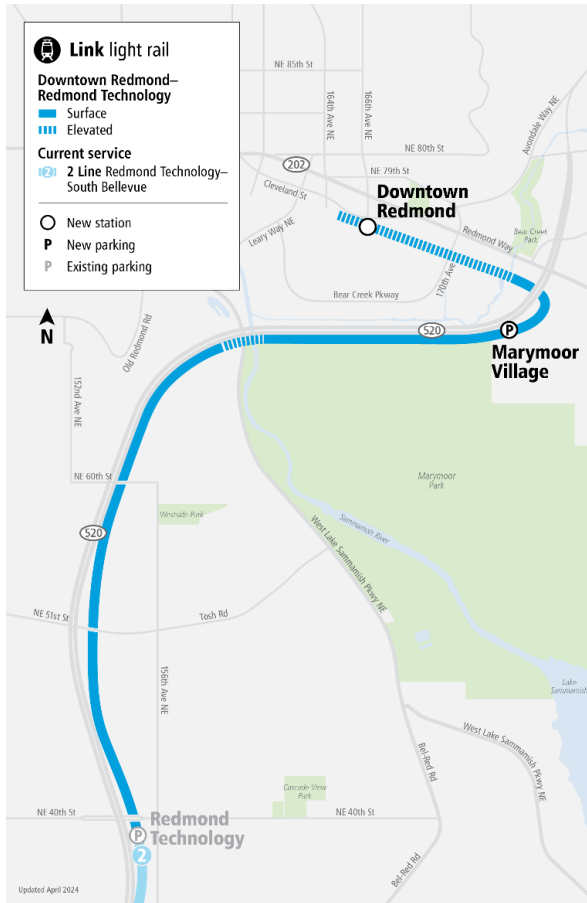 Link light rail
Downtown Redmond–
Redmond Technology
Surface
Elevated
Current service
2
2 Line Redmond Technology–
South Bellevue
New station
P
New parking
P
Existing parking
N
NE 85th St
164th Ave NE
166th Ave NE
Avondale Way NE
NE 80th St
202
NE 79th St
Cleveland St
Downtown
Redmond
Redmond Way
Bear Creek
Park
Leary Way NE
170th Ave
Bear Creek Pkwy
520
P
Marymoor
Village
Old Redmond Rd
152nd Ave NE
NE 60th St
Marymoor
Park
Westside Park
520
Sammamish River
West Lake Sammamish Pkwy NE
NE 51st St
Tosh Rd
156th Ave NE
Lake
Sammamish
West Lake Sammamish Pkwy NE
Bel-Red Rd
Cascade View
Park
NE 40th St
NE 40th St
Redmond
Technology
P
2
Bel-Red Rd
Updated April 2024